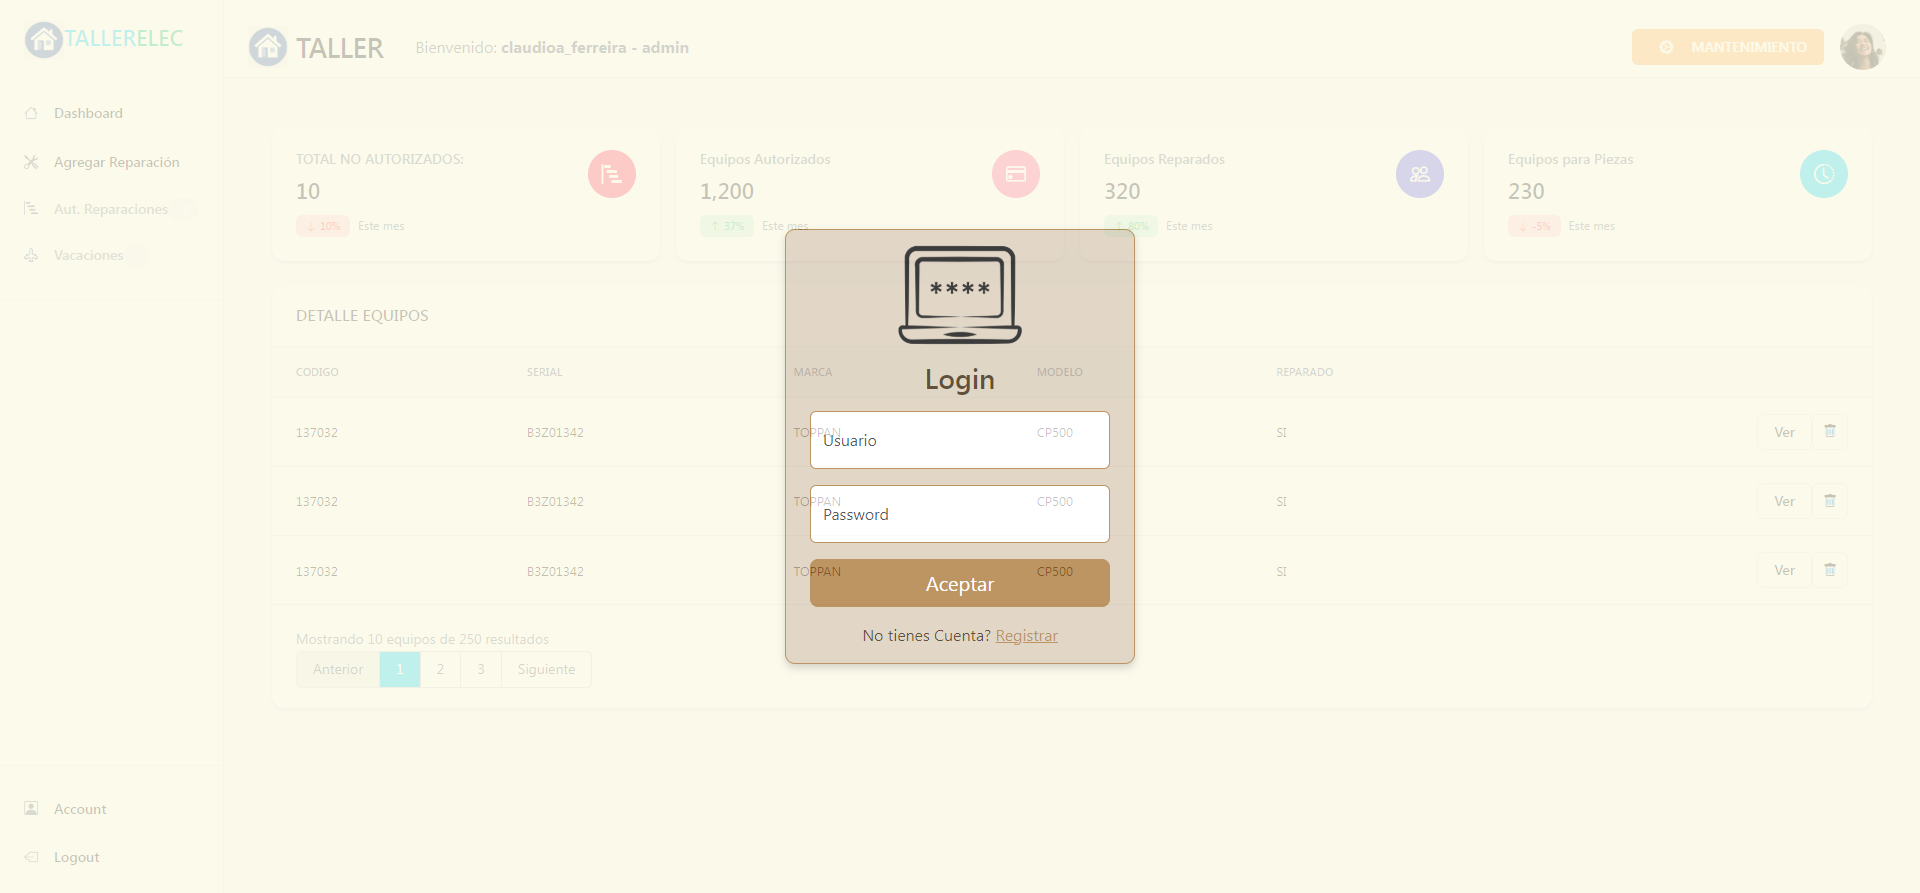 TALLERELEC
TALLER
Bienvenido: claudioa_ferreira - admin
MANTENIMIENTO
Dashboard
Agregar Reparación
Aut. Reparaciones
Vacaciones
TOTAL NO AUTORIZADOS:
10
↓ 10% Este mes
Equipos Autorizados
1,200
↑ 37% Este mes
Equipos Reparados
320
↑ 80% Este mes
Equipos para Piezas
230
↓ -5% Este mes
DETALLE EQUIPOS
CODIGO SERIAL MARCA MODELO REPARADO
137032 B3Z01342 TOPPAN CP500 SI Ver
137032 B3Z01342 TOPPAN CP500 SI Ver
137032 B3Z01342 TOPPAN CP500 SI Ver
Mostrando 10 equipos de 250 resultados
Anterior 1 2 3 Siguiente
****
Login
Usuario
Password
Aceptar
No tienes Cuenta? Registrar
Account
Logout